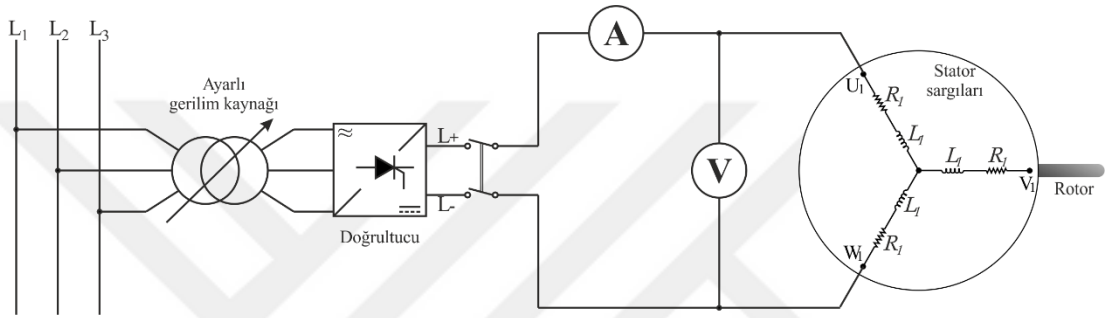 L1 L2 L3
Ayarlı
gerilim kaynağı
≈
L+
L-
Doğrultucu
A
V
Stator
sargıları
U1
R1
L1
L1 R1
V1
L1
R1
W1
Rotor